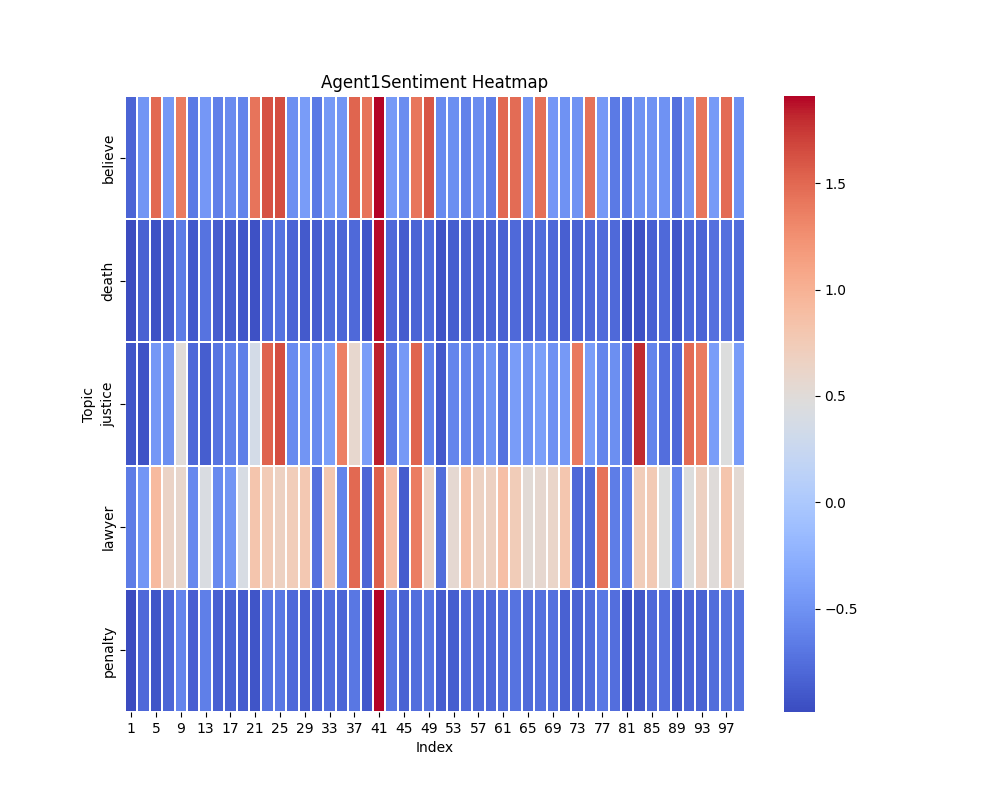 Agent1Sentiment Heatmap
Topic
believe
death
justice
lawyer
penalty
1 5 9 13 17 21 25 29 33 37 41 45 49 53 57 61 65 69 73 77 81 85 89 93 97
Index
1.5
1.0
0.5
0.0
−0.5